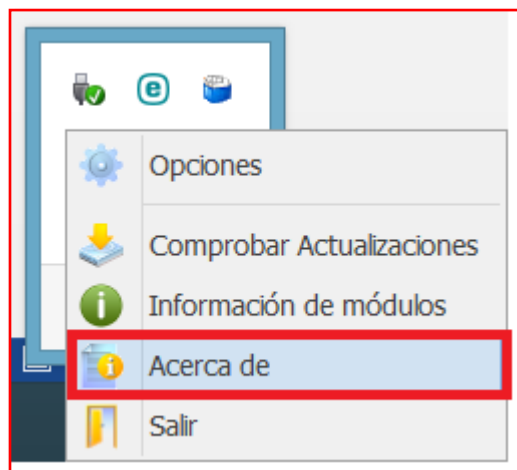 Opciones
Comprobar Actualizaciones
Información de módulos
Acerca de
Salir